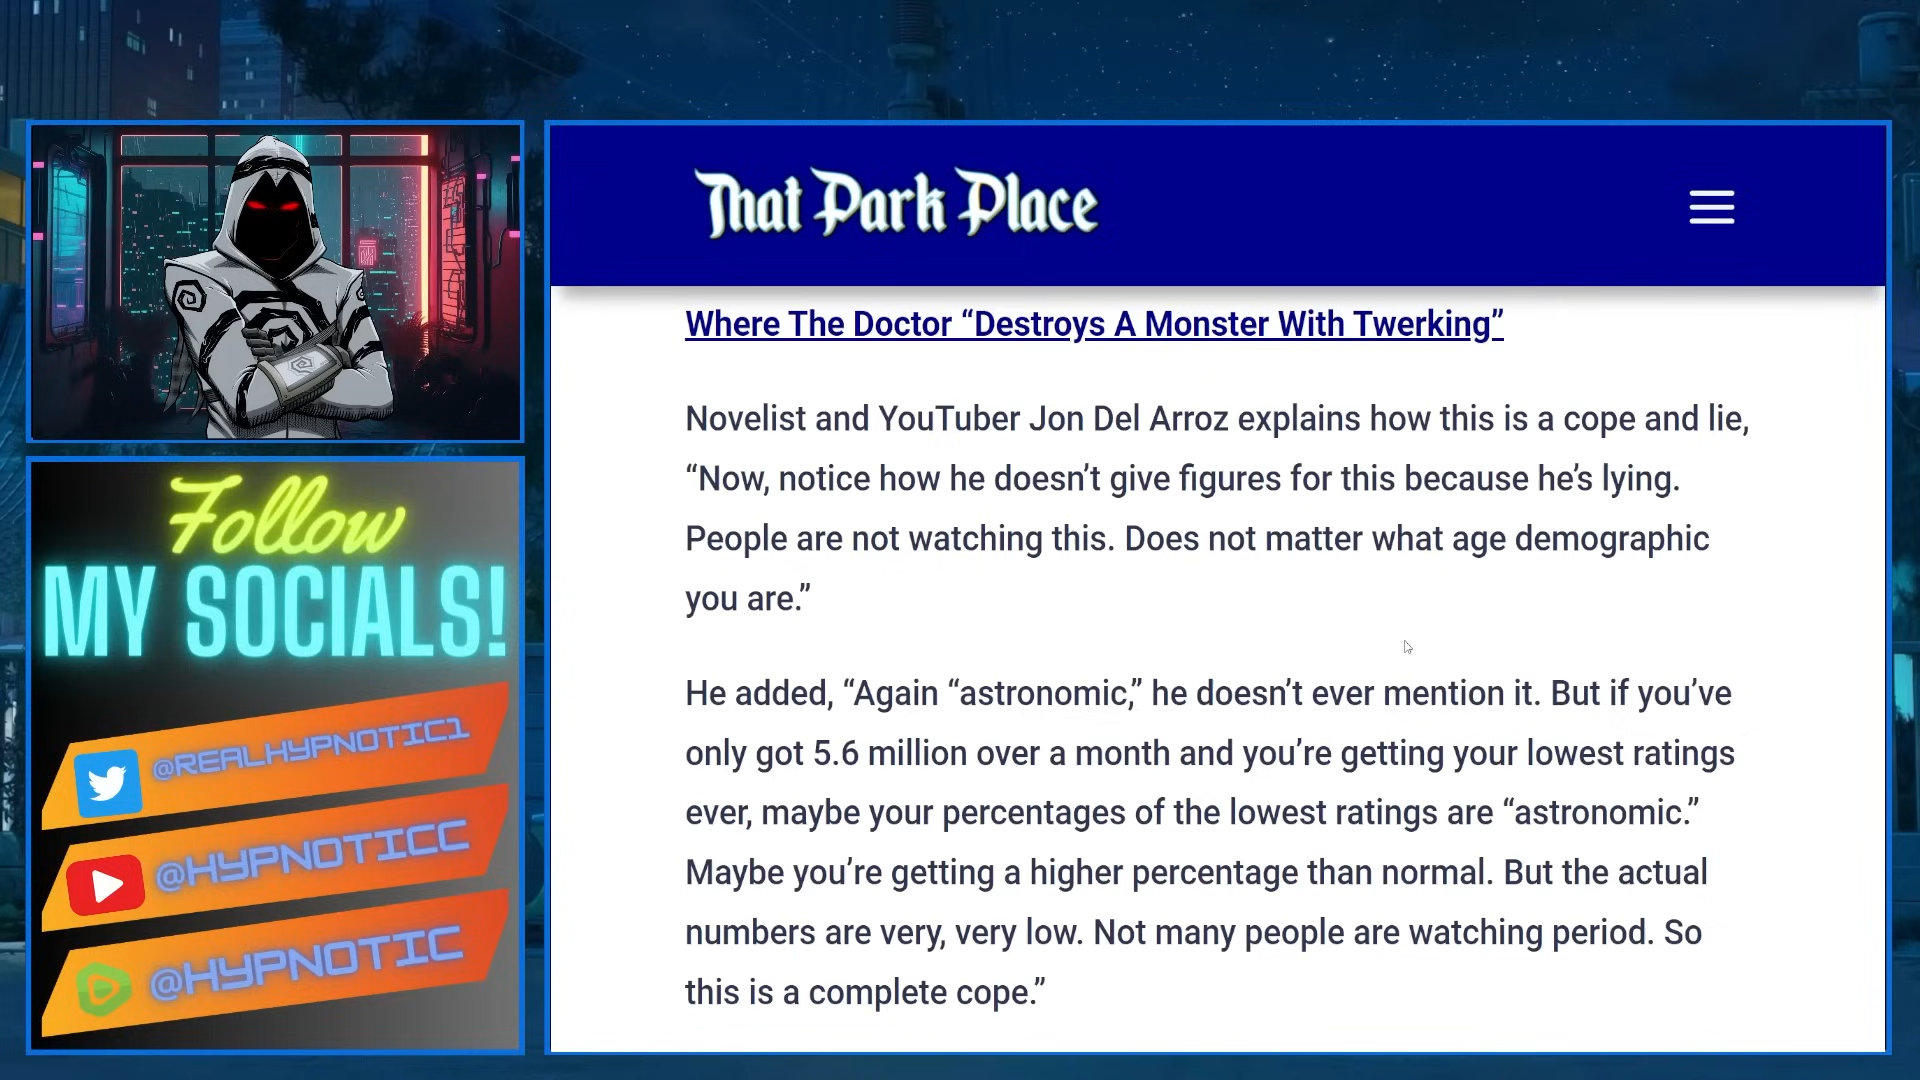 That Park Place
Where The Doctor “Destroys A Monster With Twerking”
Novelist and YouTuber Jon Del Arroz explains how this is a cope and lie,
“Now, notice how he doesn’t give figures for this because he’s lying.
People are not watching this. Does not matter what age demographic
you are.”
He added, “Again “astronomic,” he doesn’t ever mention it. But if you’ve
only got 5.6 million over a month and you’re getting your lowest ratings
ever, maybe your percentages of the lowest ratings are “astronomic.”
Maybe you’re getting a higher percentage than normal. But the actual
numbers are very, very low. Not many people are watching period. So
this is a complete cope.”
Follow
MY SOCIALS!
@REALHYPNOTIC1
@HYPNOTICC
@HYPNOTIC